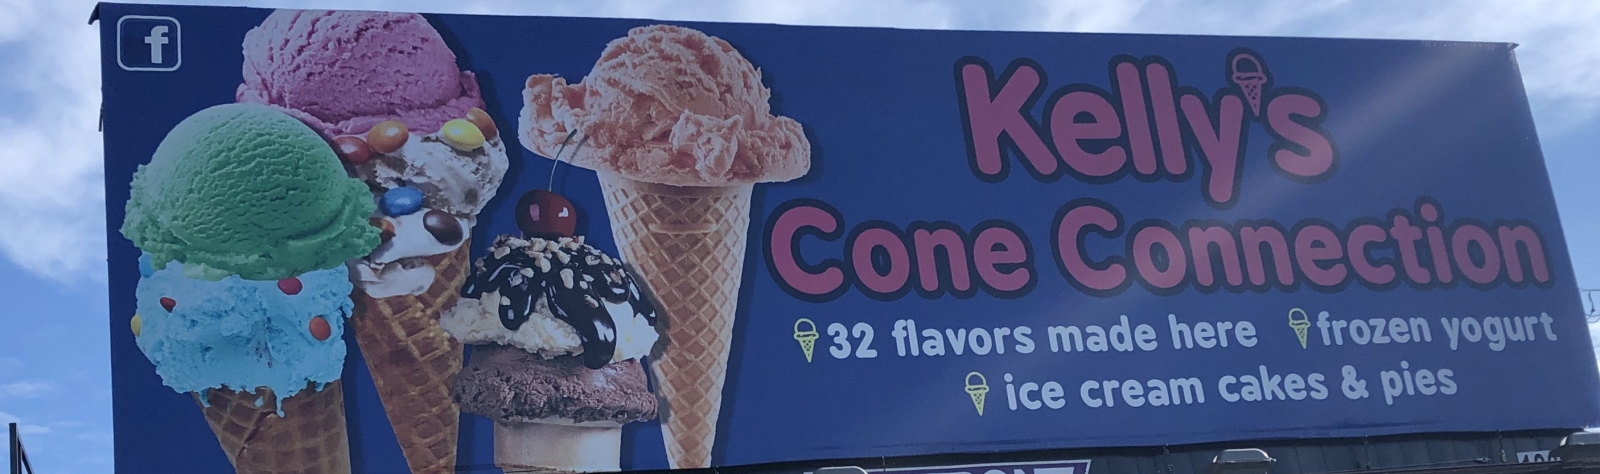 f
Kelly's
Cone Connection
32 flavors made here frozen yogurt
ice cream cakes & pies